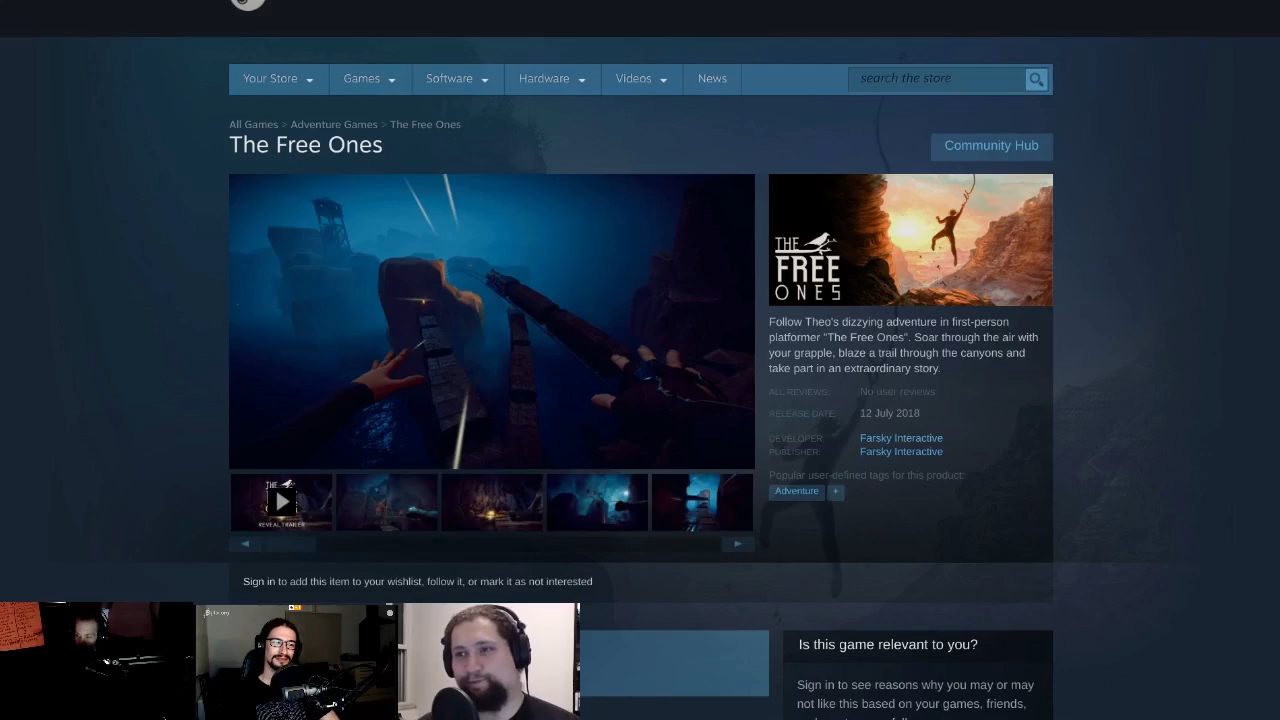 Your Store
Games
Software
Hardware
Videos
News
search the store
All Games > Adventure Games > The Free Ones
The Free Ones
Community Hub
THE
FREE
ONES
Follow Theo's dizzying adventure in first-person
platformer "The Free Ones". Soar through the air with
your grapple, blaze a trail through the canyons and
take part in an extraordinary story.
ALL REVIEWS: No user reviews
RELEASE DATE: 12 July 2018
DEVELOPER: Farsky Interactive
PUBLISHER: Farsky Interactive
Popular user-defined tags for this product:
Adventure +
THE
REVEAL TRAILER
Sign in to add this item to your wishlist, follow it, or mark it as not interested
Is this game relevant to you?
Sign in to see reasons why you may or may
not like this based on your games, friends,